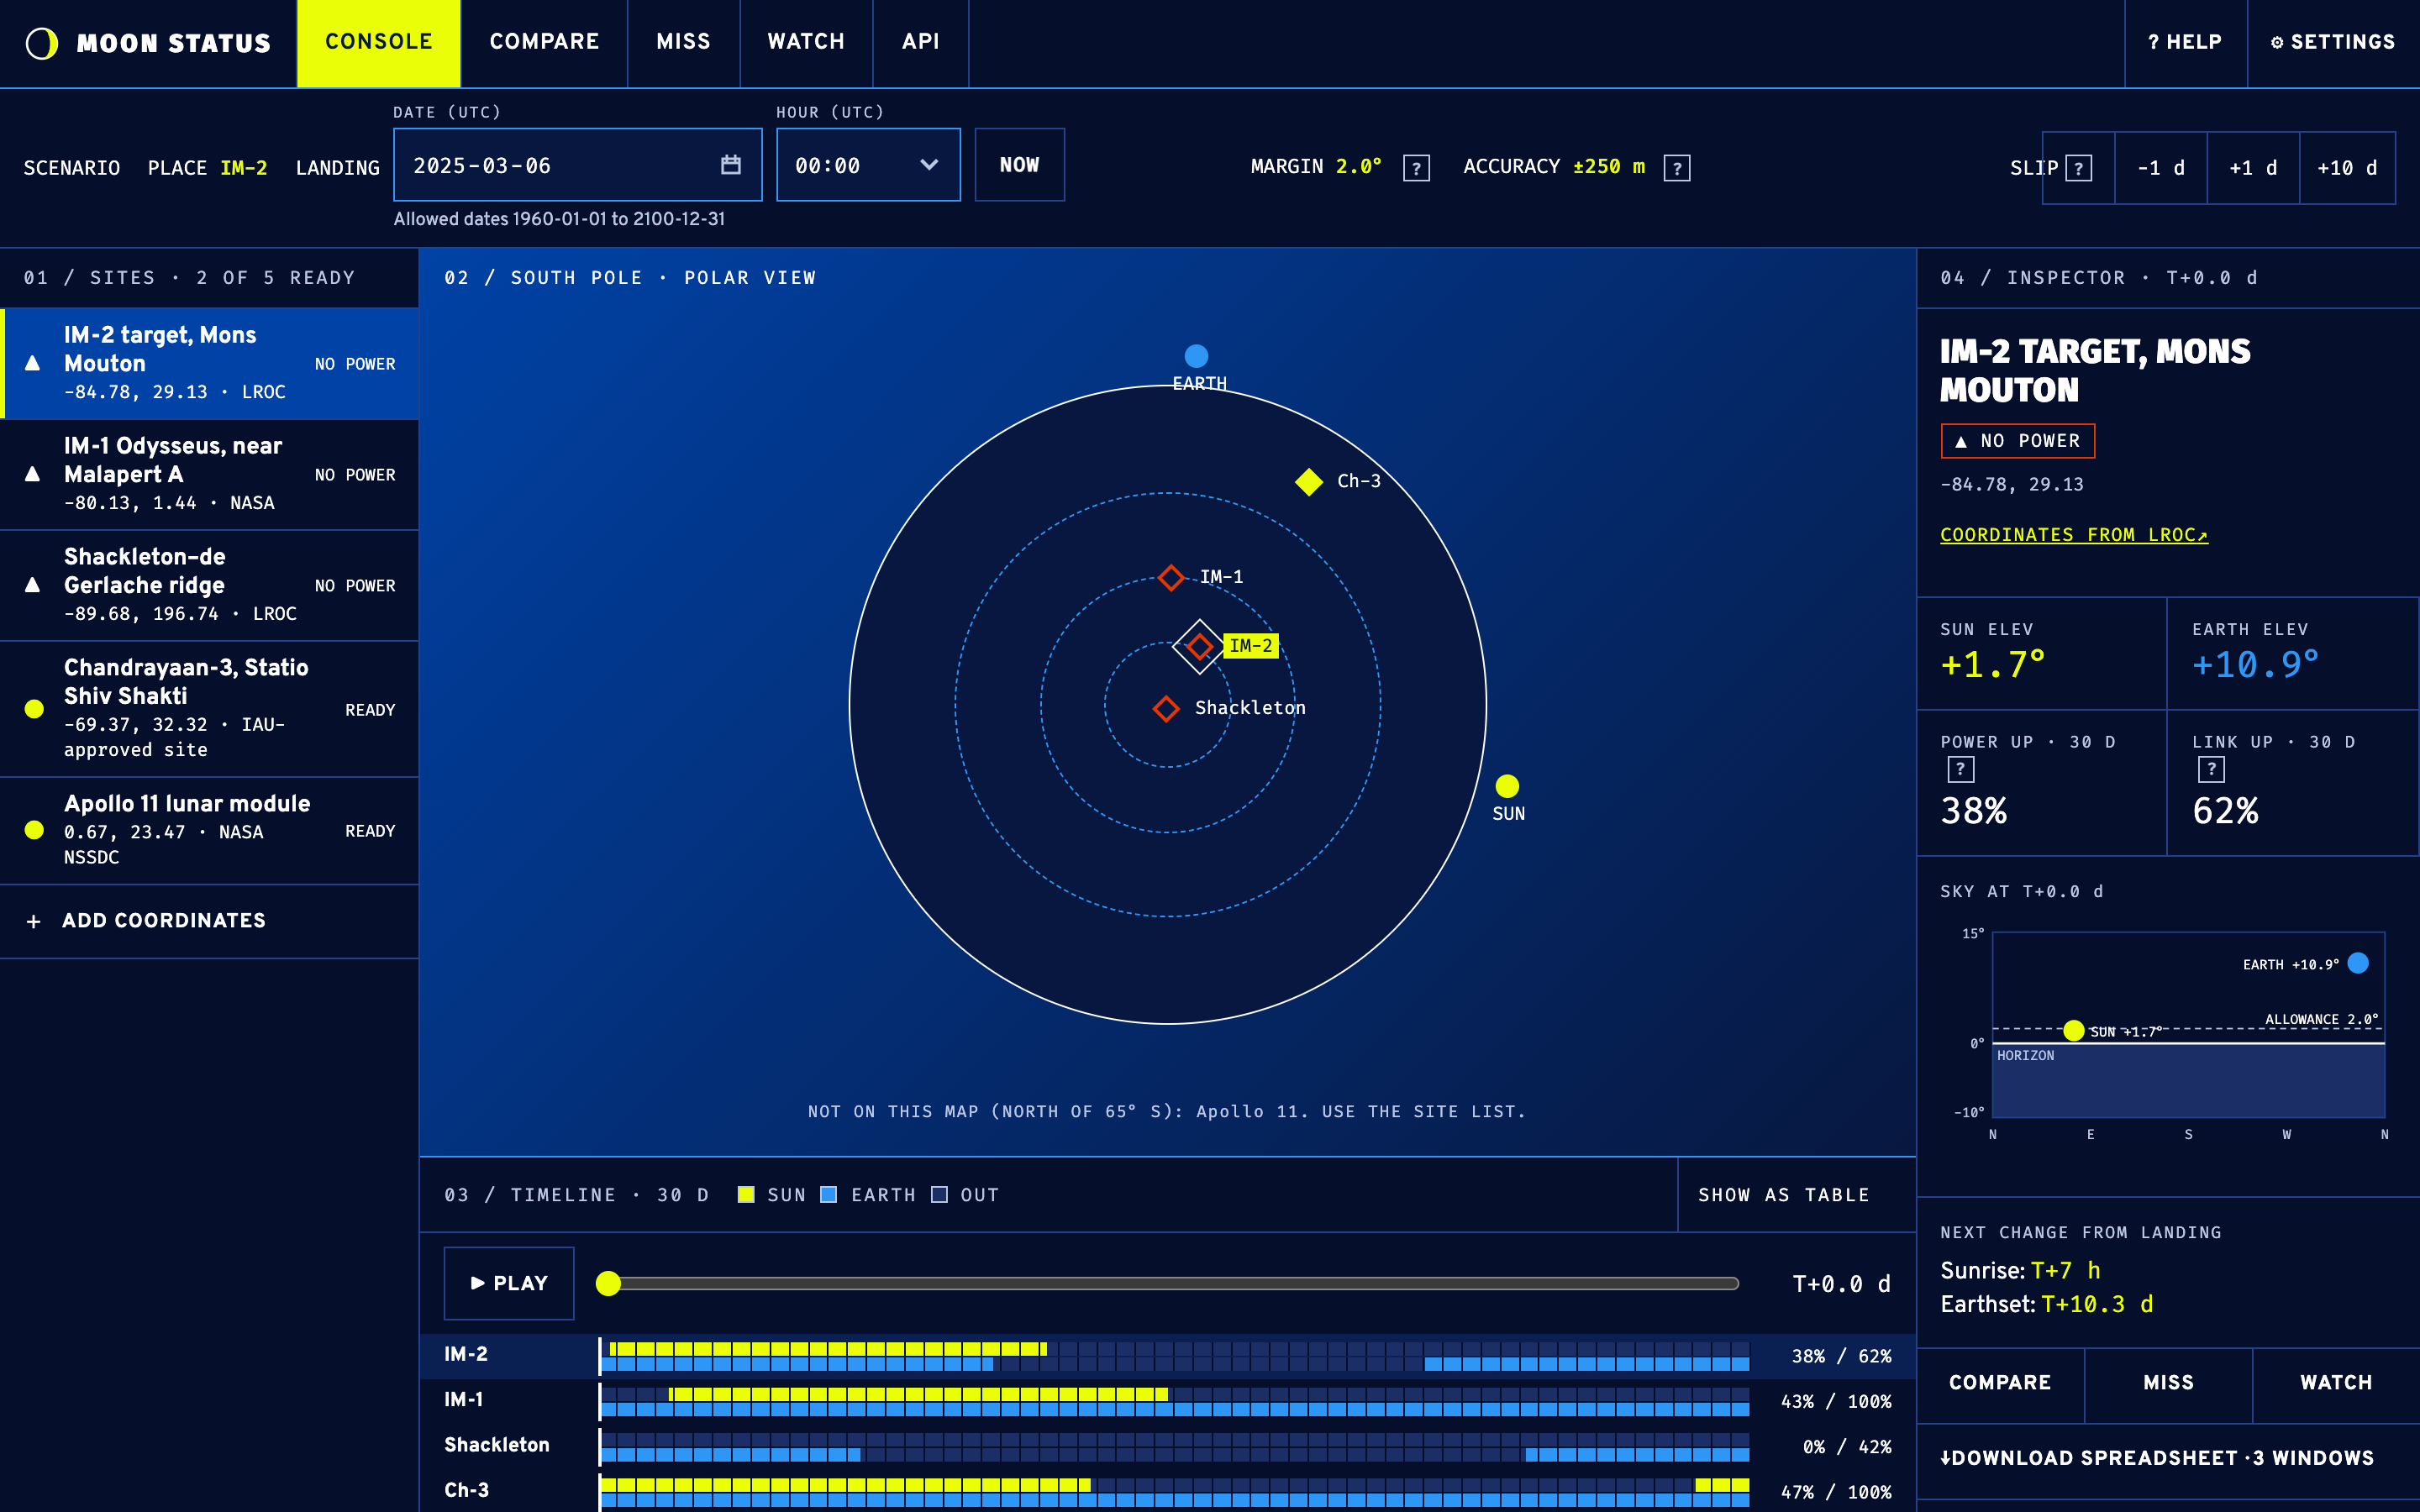 MOON STATUS
CONSOLE
COMPARE
MISS
WATCH
API
? HELP
⚙ SETTINGS
SCENARIO
PLACE IM-2
LANDING
DATE (UTC)
2025-03-06
Allowed dates 1960-01-01 to 2100-12-31
HOUR (UTC)
00:00
NOW
MARGIN 2.0° ?
ACCURACY ±250 m ?
SLIP ?
-1 d
+1 d
+10 d
01 / SITES · 2 OF 5 READY
IM-2 target, Mons
Mouton
-84.78, 29.13 · LROC
NO POWER
IM-1 Odysseus, near
Malapert A
-80.13, 1.44 · NASA
NO POWER
Shackleton–de
Gerlache ridge
-89.68, 196.74 · LROC
NO POWER
Chandrayaan-3, Statio
Shiv Shakti
-69.37, 32.32 · IAU-
approved site
READY
Apollo 11 lunar module
0.67, 23.47 · NASA
NSSDC
READY
+ ADD COORDINATES
02 / SOUTH POLE · POLAR VIEW
EARTH
Ch-3
IM-1
IM-2
Shackleton
SUN
NOT ON THIS MAP (NORTH OF 65° S): Apollo 11. USE THE SITE LIST.
03 / TIMELINE · 30 D
SUN
EARTH
OUT
SHOW AS TABLE
▶ PLAY
T+0.0 d
IM-2
38% / 62%
IM-1
43% / 100%
Shackleton
0% / 42%
Ch-3
47% / 100%
04 / INSPECTOR · T+0.0 d
IM-2 TARGET, MONS
MOUTON
▲ NO POWER
-84.78, 29.13
COORDINATES FROM LROC↗
SUN ELEV
+1.7°
EARTH ELEV
+10.9°
POWER UP · 30 D
?
38%
LINK UP · 30 D
?
62%
SKY AT T+0.0 d
15°
EARTH +10.9°
ALLOWANCE 2.0°
SUN +1.7°
0°
HORIZON
-10°
N
E
S
W
N
NEXT CHANGE FROM LANDING
Sunrise: T+7 h
Earthset: T+10.3 d
COMPARE
MISS
WATCH
↓DOWNLOAD SPREADSHEET ·3 WINDOWS